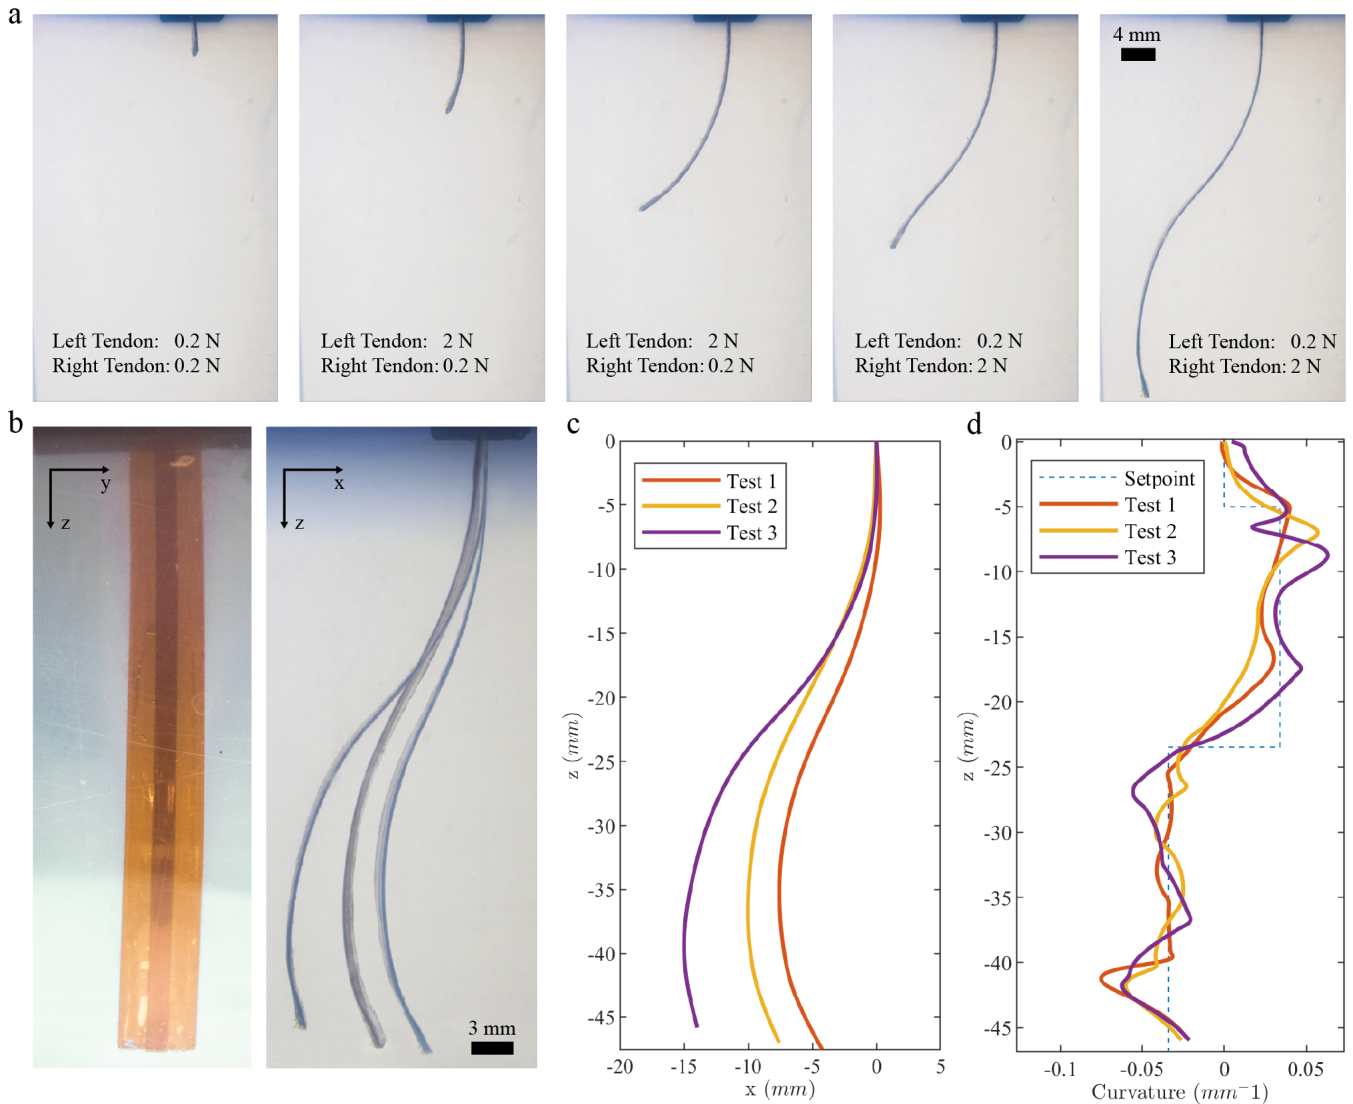 a
4 mm
Left Tendon: 0.2 N
Right Tendon: 0.2 N
Left Tendon: 2 N
Right Tendon: 0.2 N
Left Tendon: 2 N
Right Tendon: 0.2 N
Left Tendon: 0.2 N
Right Tendon: 2 N
Left Tendon: 0.2 N
Right Tendon: 2 N
b
y
z
x
z
3 mm
c
0
-5
-10
-15
-20
-25
-30
-35
-40
-45
z (mm)
Test 1
Test 2
Test 3
-20 -15 -10 -5 0 5
x (mm)
d
0
-5
-10
-15
-20
-25
-30
-35
-40
-45
z (mm)
Setpoint
Test 1
Test 2
Test 3
-0.1 -0.05 0 0.05
Curvature (mm−1)